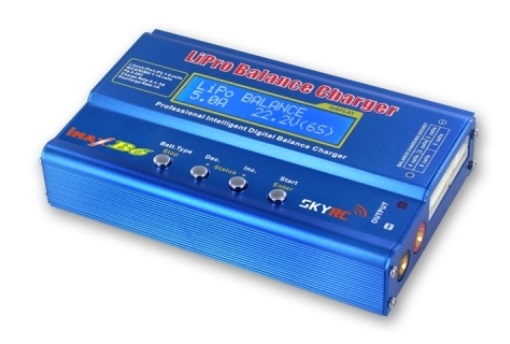 LiPro Balance Charger
LiPo BALANCE
5.0A 22.2V(6S)
DISPLAY
Professional Intelligent Digital Balance Charger
imax B6
Batt.Type
Stop
Dec.
Inc.
- Status +
Start
Enter
SKYRC
OUTPUT